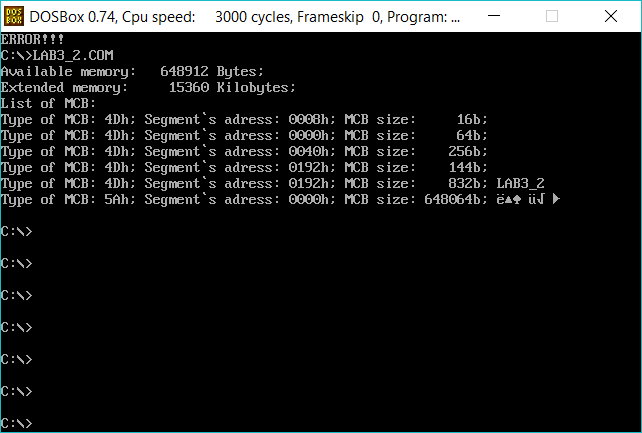 DOS BOX DOSBox 0.74, Cpu speed: 3000 cycles, Frameskip 0, Program: ...
ERROR!!!
C:\>LAB3_2.COM
Available memory: 648912 Bytes;
Extended memory: 15360 Kilobytes;
List of MCB:
Type of MCB: 4Dh; Segment`s adress: 0008h; MCB size: 16b;
Type of MCB: 4Dh; Segment`s adress: 0000h; MCB size: 64b;
Type of MCB: 4Dh; Segment`s adress: 0040h; MCB size: 256b;
Type of MCB: 4Dh; Segment`s adress: 0192h; MCB size: 144b;
Type of MCB: 4Dh; Segment`s adress: 0192h; MCB size: 832b; LAB3_2
Type of MCB: 5Ah; Segment`s adress: 0000h; MCB size: 648064b; ë▲♠ ü√ ►
C:\>
C:\>
C:\>
C:\>
C:\>
C:\>
C:\>